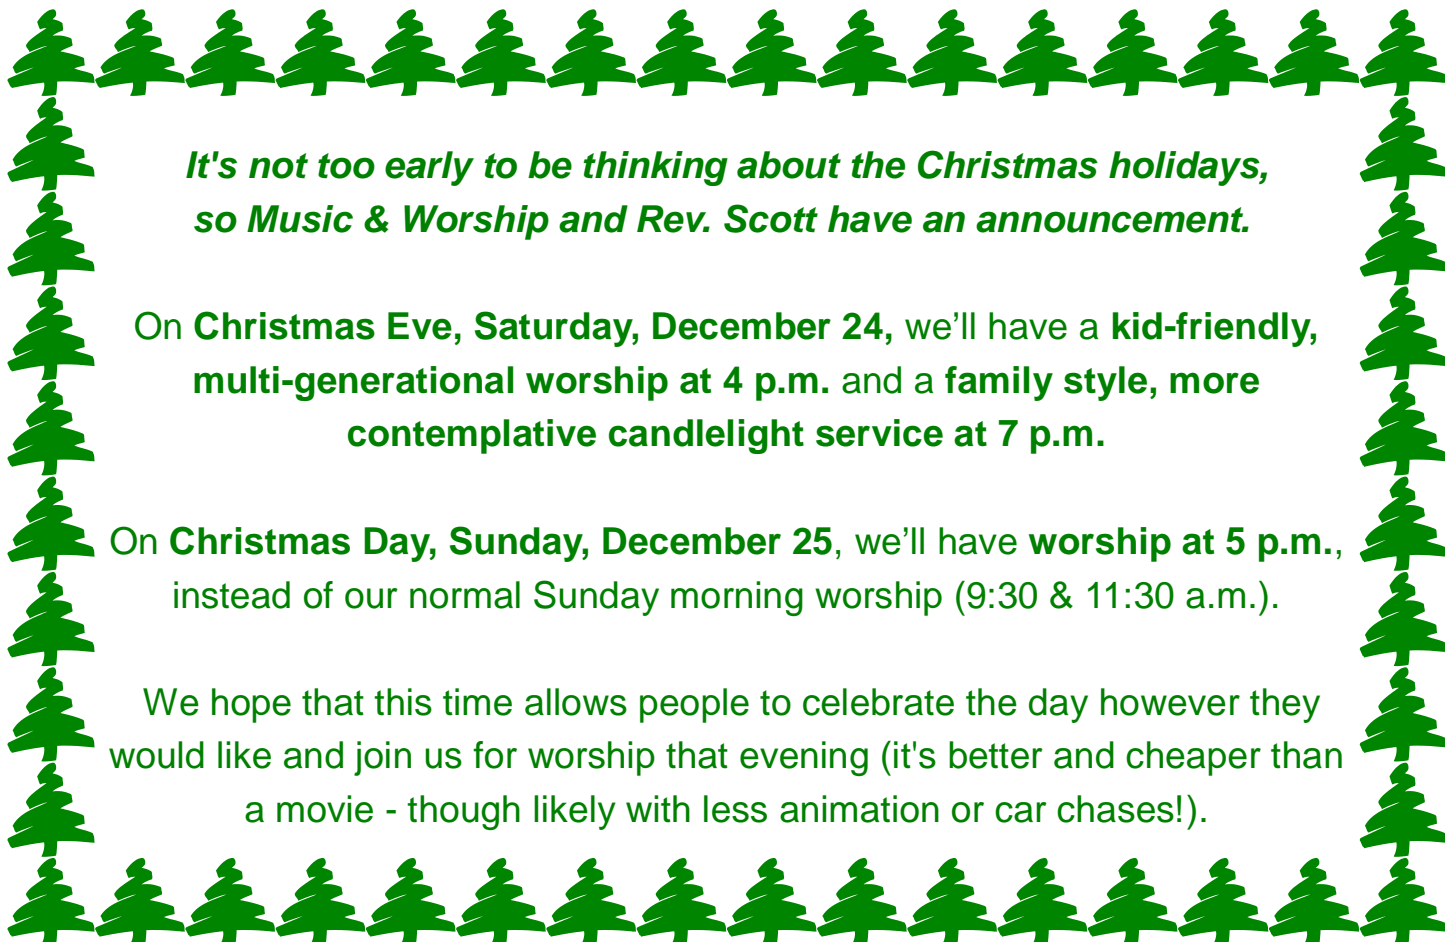 It's not too early to be thinking about the Christmas holidays,
so Music & Worship and Rev. Scott have an announcement.
On Christmas Eve, Saturday, December 24, we’ll have a kid-friendly,
multi-generational worship at 4 p.m. and a family style, more
contemplative candlelight service at 7 p.m.
On Christmas Day, Sunday, December 25, we’ll have worship at 5 p.m.,
instead of our normal Sunday morning worship (9:30 & 11:30 a.m.).
We hope that this time allows people to celebrate the day however they
would like and join us for worship that evening (it's better and cheaper than
a movie - though likely with less animation or car chases!).